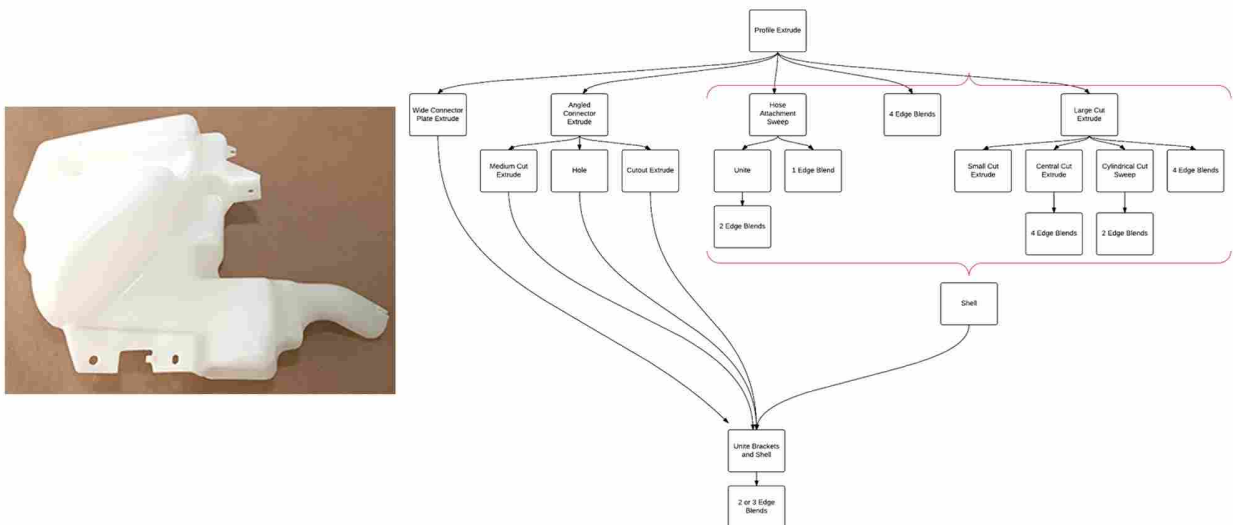 Profile Extrude
Wide Connector
Plate Extrude
Angled
Connector
Extrude
Hose
Attachment
Sweep
4 Edge Blends
Large Cut
Extrude
Medium Cut
Extrude
Hole
Cutout Extrude
Unite
1 Edge Blend
Small Cut
Extrude
Central Cut
Extrude
Cylindrical Cut
Sweep
4 Edge Blends
2 Edge Blends
4 Edge Blends
2 Edge Blends
Shell
Unite Brackets
and Shell
2 or 3 Edge
Blends